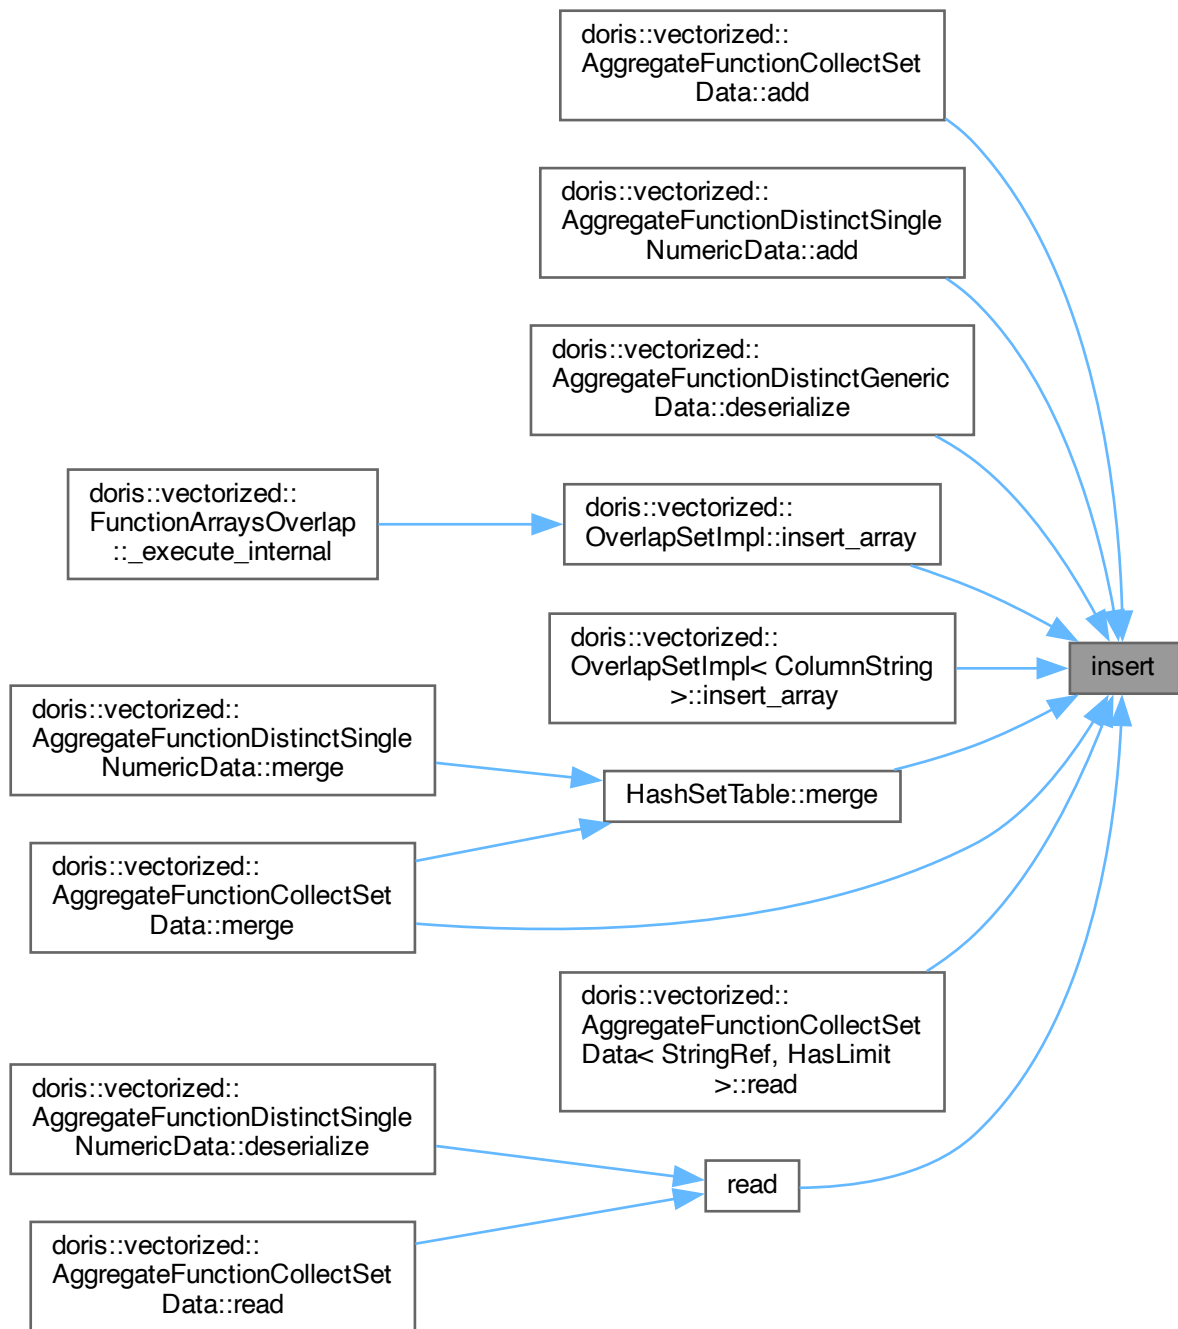 doris::vectorized::
AggregateFunctionCollectSet
Data::add
doris::vectorized::
AggregateFunctionDistinctSingle
NumericData::add
doris::vectorized::
AggregateFunctionDistinctGeneric
Data::deserialize
doris::vectorized::
FunctionArraysOverlap
::_execute_internal
doris::vectorized::
OverlapSetImpl::insert_array
doris::vectorized::
OverlapSetImpl< ColumnString
>::insert_array
insert
doris::vectorized::
AggregateFunctionDistinctSingle
NumericData::merge
HashSetTable::merge
doris::vectorized::
AggregateFunctionCollectSet
Data::merge
doris::vectorized::
AggregateFunctionCollectSet
Data< StringRef, HasLimit
>::read
doris::vectorized::
AggregateFunctionDistinctSingle
NumericData::deserialize
read
doris::vectorized::
AggregateFunctionCollectSet
Data::read